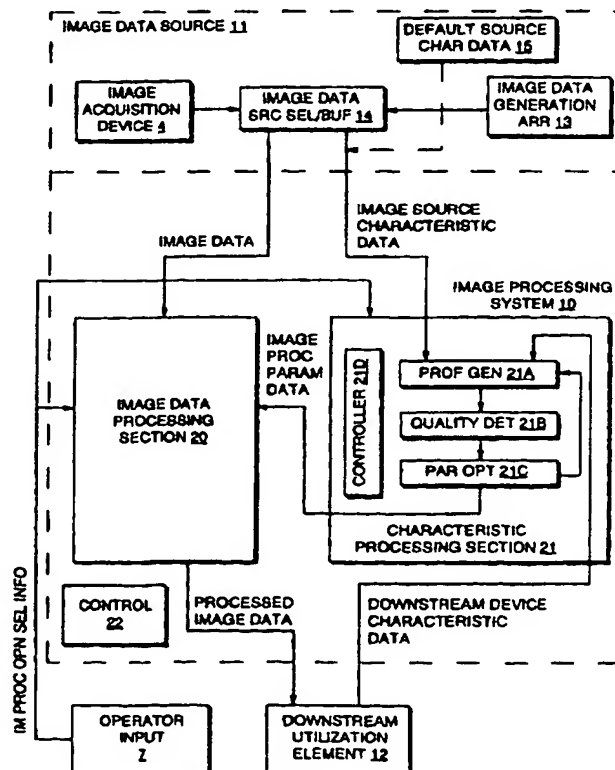 IMAGE DATA SOURCE 11
DEFAULT SOURCE
CHAR DATA 15
IMAGE
ACQUISITION
DEVICE 4
IMAGE DATA
SRC SEL/BUF 14
IMAGE DATA
GENERATION
ARR 13
IMAGE DATA
IMAGE SOURCE
CHARACTERISTIC
DATA
IMAGE PROCESSING
SYSTEM 10
IMAGE DATA
PROCESSING
SECTION 20
IMAGE
PROC
PARAM
DATA
CONTROLLER 21D
PROF GEN 21A
QUALITY DET 21B
PAR OPT 21C
CHARACTERISTIC
PROCESSING SECTION 21
CONTROL
22
PROCESSED
IMAGE DATA
DOWNSTREAM DEVICE
CHARACTERISTIC
DATA
IM PROC OPN SEL INFO
OPERATOR
INPUT 7
DOWNSTREAM
UTILIZATION
ELEMENT 12